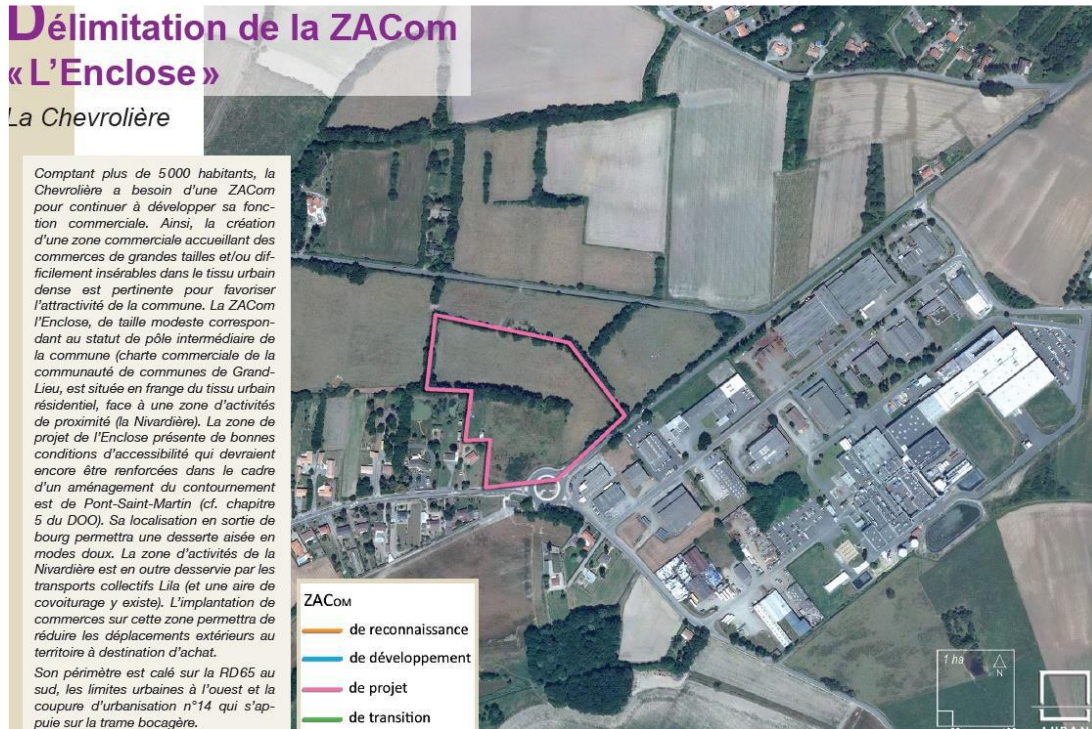 Délimitation de la ZACom
« L’Enclose »
La Chevrolière
Comptant plus de 5 000 habitants, la
Chevrolière a besoin d’une ZACom
pour continuer à développer sa fonc-
tion commerciale. Ainsi, la création
d’une zone commerciale accueillant des
commerces de grandes tailles et/ou dif-
ficilement insérables dans le tissu urbain
dense est pertinente pour favoriser
l’attractivité de la commune. La ZACom
l’Enclose, de taille modeste correspon-
dant au statut de pôle intermédiaire de
la commune (charte commerciale de la
communauté de communes de Grand-
Lieu, est située en frange du tissu urbain
résidentiel, face à une zone d’activités
de proximité (la Nivardière). La zone de
projet de l’Enclose présente de bonnes
conditions d’accessibilité qui devraient
encore être renforcées dans le cadre
d’un aménagement du contournement
est de Pont-Saint-Martin (cf. chapitre
5 du DOO). Sa localisation en sortie de
bourg permettra une desserte aisée en
modes doux. La zone d’activités de la
Nivardière est en outre desservie par les
transports collectifs Lila (et une aire de
covoiturage y existe). L’implantation de
commerces sur cette zone permettra de
réduire les déplacements extérieurs au
territoire à destination d’achat.
Son périmètre est calé sur la RD65 au
sud, les limites urbaines à l’ouest et la
coupure d’urbanisation n°14 qui s’ap-
puie sur la trame bocagère.
ZACOM
de reconnaissance
de développement
de projet
de transition
1 ha
N